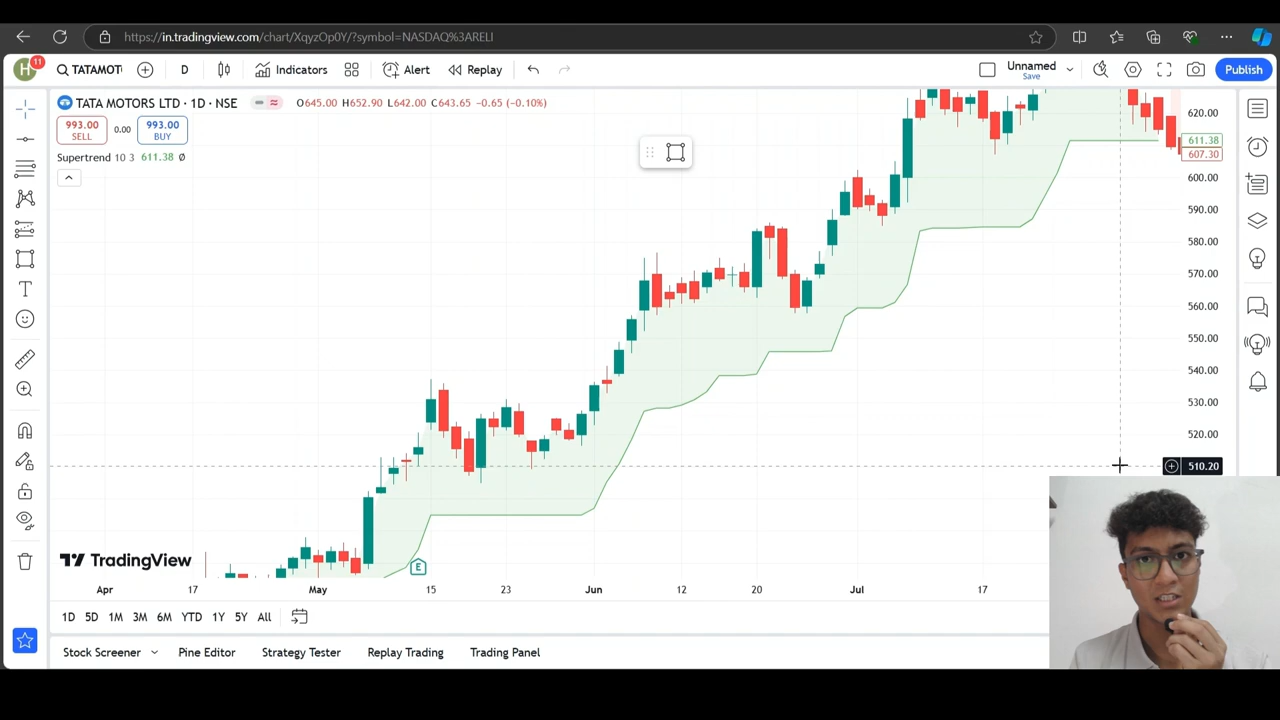 https://in.tradingview.com/chart/XqyzOp0Y/?symbol=NASDAQ%3ARELI
H 11 TATAMOT D Indicators Alert Replay Unnamed Save Publish
TATA MOTORS LTD · 1D · NSE O645.00 H652.90 L642.00 C643.65 −0.65 (−0.10%)
993.00 SELL 0.00 993.00 BUY
Supertrend 10 3 611.38 Ø
620.00
611.38
607.30
600.00
590.00
580.00
570.00
560.00
550.00
540.00
530.00
520.00
510.20
E
TradingView
Apr 17 May 15 23 Jun 12 20 Jul 17
1D 5D 1M 3M 6M YTD 1Y 5Y All
Stock Screener Pine Editor Strategy Tester Replay Trading Trading Panel